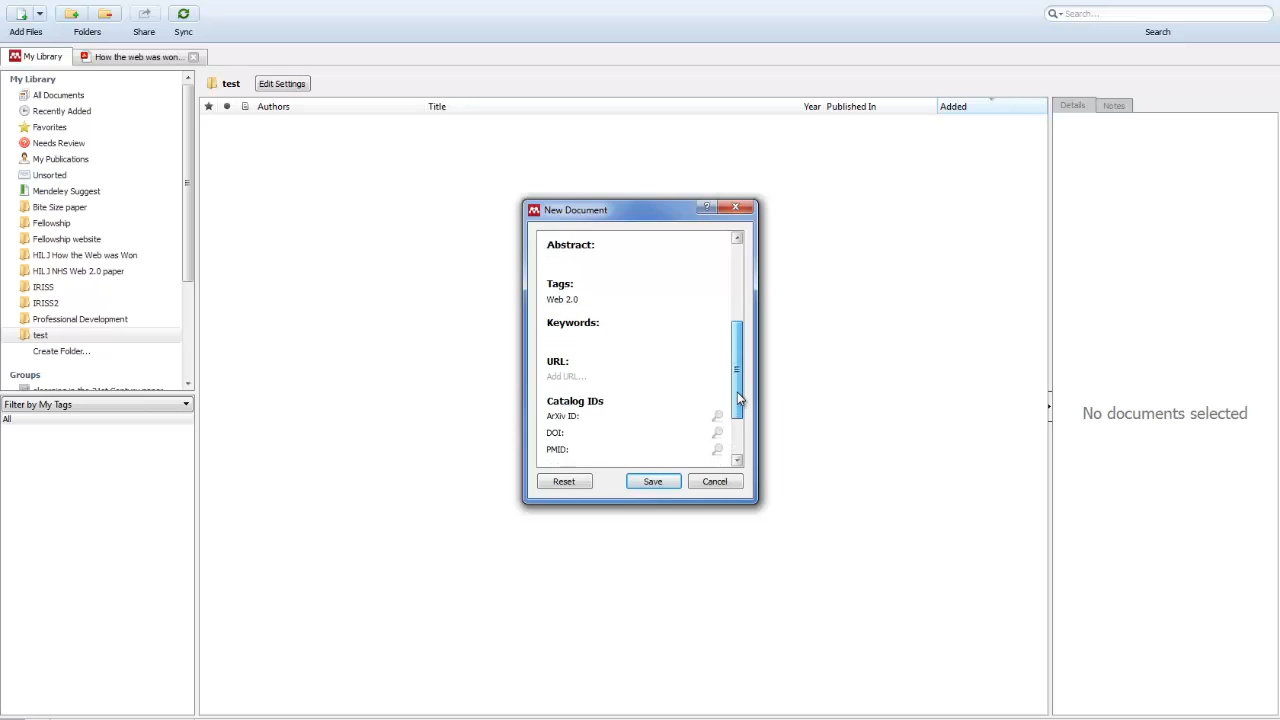 Add Files
Folders
Share
Sync
Search...
Search
My Library
How the web was won...
My Library
All Documents
Recently Added
Favorites
Needs Review
My Publications
Unsorted
Mendeley Suggest
Bite Size paper
Fellowship
Fellowship website
HILJ How the Web was Won
HILJ NHS Web 2.0 paper
IRISS
IRISS2
Professional Development
test
Create Folder...
Groups
Filter by My Tags
All
test
Edit Settings
Authors
Title
Year
Published In
Added
Details
Notes
No documents selected
New Document
Abstract:
Tags:
Web 2.0
Keywords:
URL:
Add URL...
Catalog IDs
ArXiv ID:
DOI:
PMID:
Reset
Save
Cancel